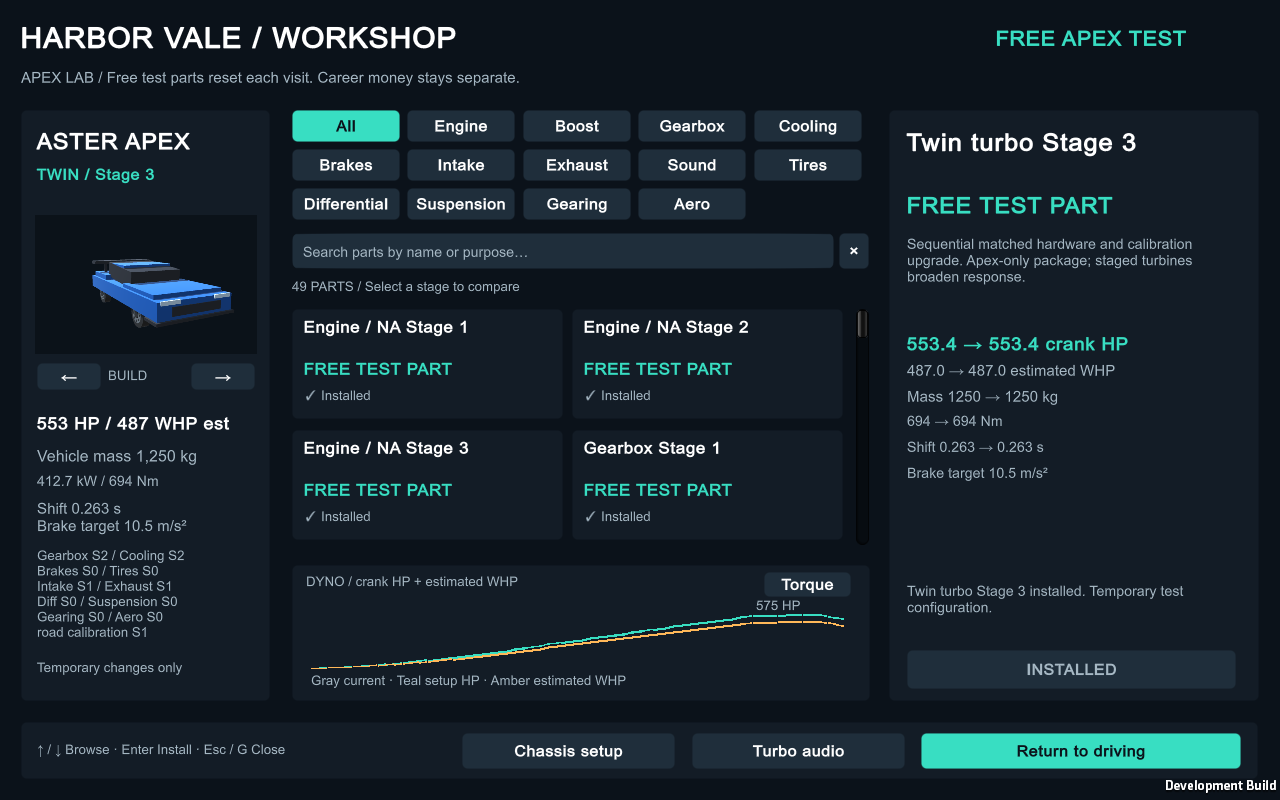 HARBOR VALE / WORKSHOP
FREE APEX TEST
APEX LAB / Free test parts reset each visit. Career money stays separate.
ASTER APEX
TWIN / Stage 3
← BUILD →
553 HP / 487 WHP est
Vehicle mass 1,250 kg
412.7 kW / 694 Nm
Shift 0.263 s
Brake target 10.5 m/s²
Gearbox S2 / Cooling S2
Brakes S0 / Tires S0
Intake S1 / Exhaust S1
Diff S0 / Suspension S0
Gearing S0 / Aero S0
road calibration S1
Temporary changes only
All Engine Boost Gearbox Cooling
Brakes Intake Exhaust Sound Tires
Differential Suspension Gearing Aero
Search parts by name or purpose... ×
49 PARTS / Select a stage to compare
Engine / NA Stage 1
FREE TEST PART
✓ Installed
Engine / NA Stage 2
FREE TEST PART
✓ Installed
Engine / NA Stage 3
FREE TEST PART
✓ Installed
Gearbox Stage 1
FREE TEST PART
✓ Installed
DYNO / crank HP + estimated WHP
Torque
575 HP
Gray current · Teal setup HP · Amber estimated WHP
Twin turbo Stage 3
FREE TEST PART
Sequential matched hardware and calibration
upgrade. Apex-only package; staged turbines
broaden response.
553.4 → 553.4 crank HP
487.0 → 487.0 estimated WHP
Mass 1250 → 1250 kg
694 → 694 Nm
Shift 0.263 → 0.263 s
Brake target 10.5 m/s²
Twin turbo Stage 3 installed. Temporary test
configuration.
INSTALLED
↑ / ↓ Browse · Enter Install · Esc / G Close
Chassis setup
Turbo audio
Return to driving
Development Build